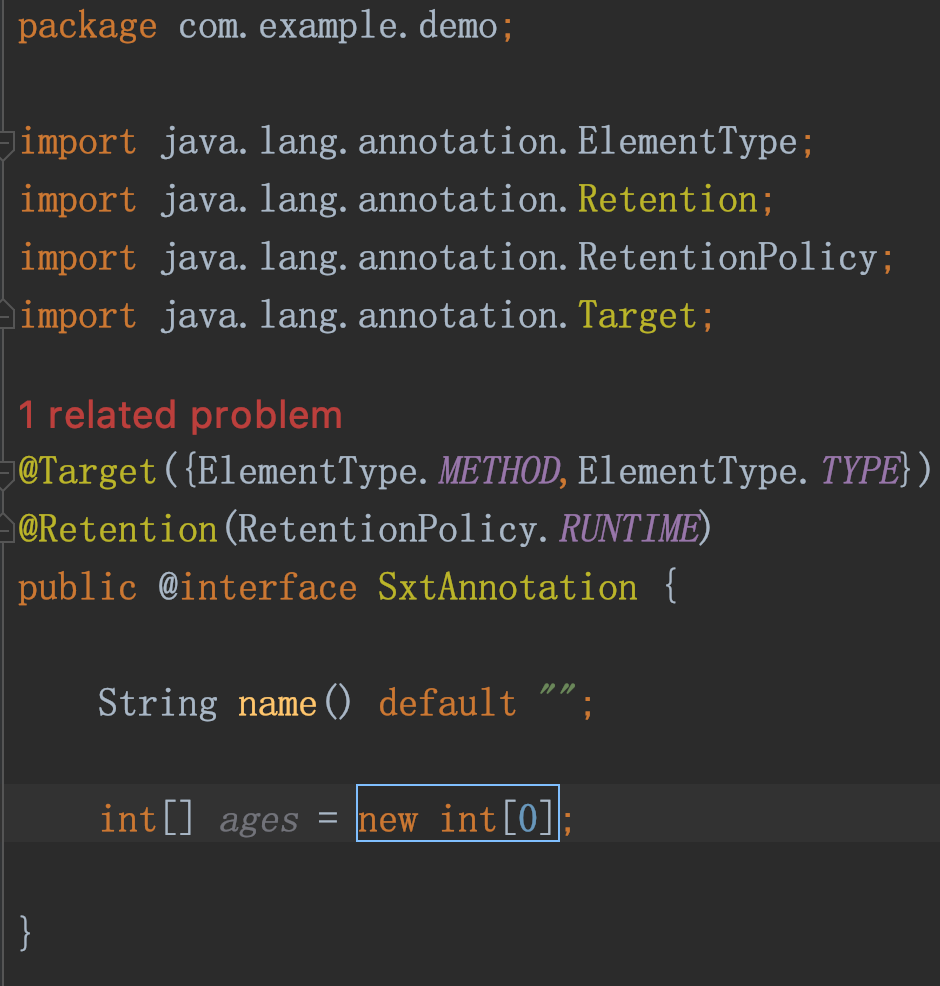 package com.example.demo;
import java.lang.annotation.ElementType;
import java.lang.annotation.Retention;
import java.lang.annotation.RetentionPolicy;
import java.lang.annotation.Target;
1 related problem
@Target({ElementType.METHOD,ElementType.TYPE})
@Retention(RetentionPolicy.RUNTIME)
public @interface SxtAnnotation {
String name() default "";
int[] ages = new int[0];
}